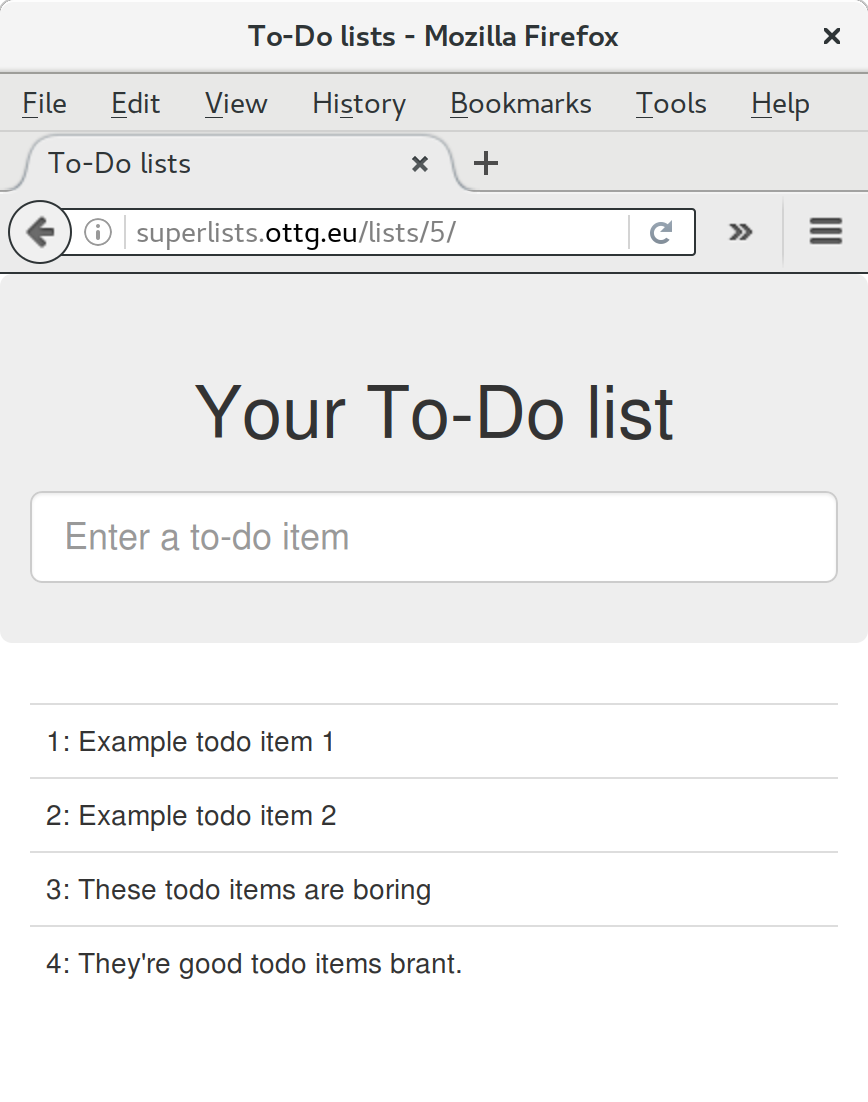 To-Do lists - Mozilla Firefox
File Edit View History Bookmarks Tools Help
To-Do lists
superlists.ottg.eu/lists/5/
Your To-Do list
Enter a to-do item
1: Example todo item 1
2: Example todo item 2
3: These todo items are boring
4: They're good todo items brant.